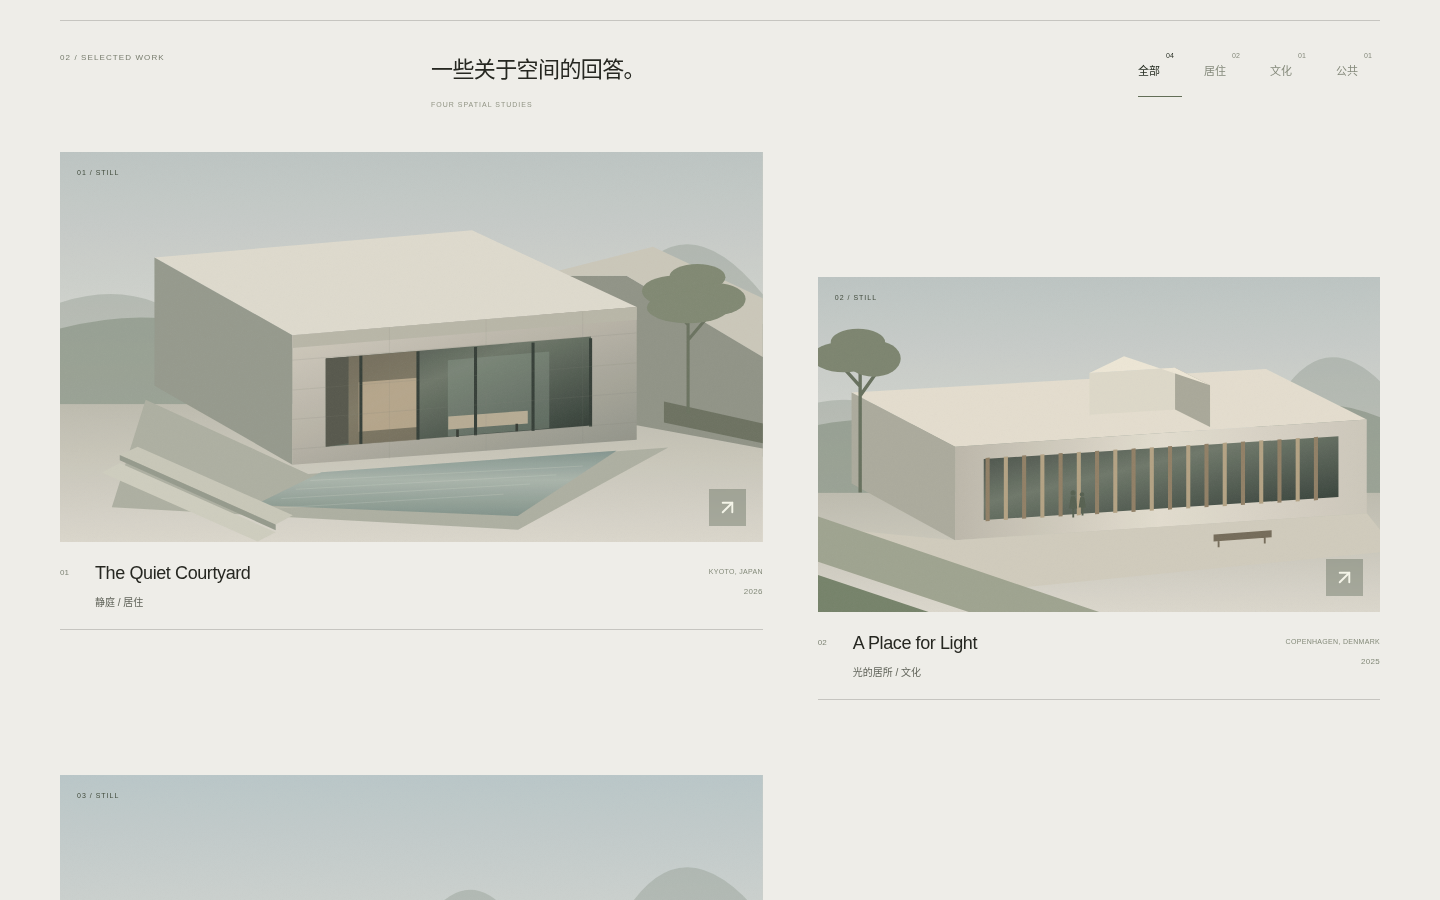 02 / SELECTED WORK
一些关于空间的回答。
FOUR SPATIAL STUDIES
全部 04
居住 02
文化 01
公共 01
01 / STILL
02 / STILL
01
The Quiet Courtyard
静庭 / 居住
KYOTO, JAPAN
2026
02
A Place for Light
光的居所 / 文化
COPENHAGEN, DENMARK
2025
03 / STILL